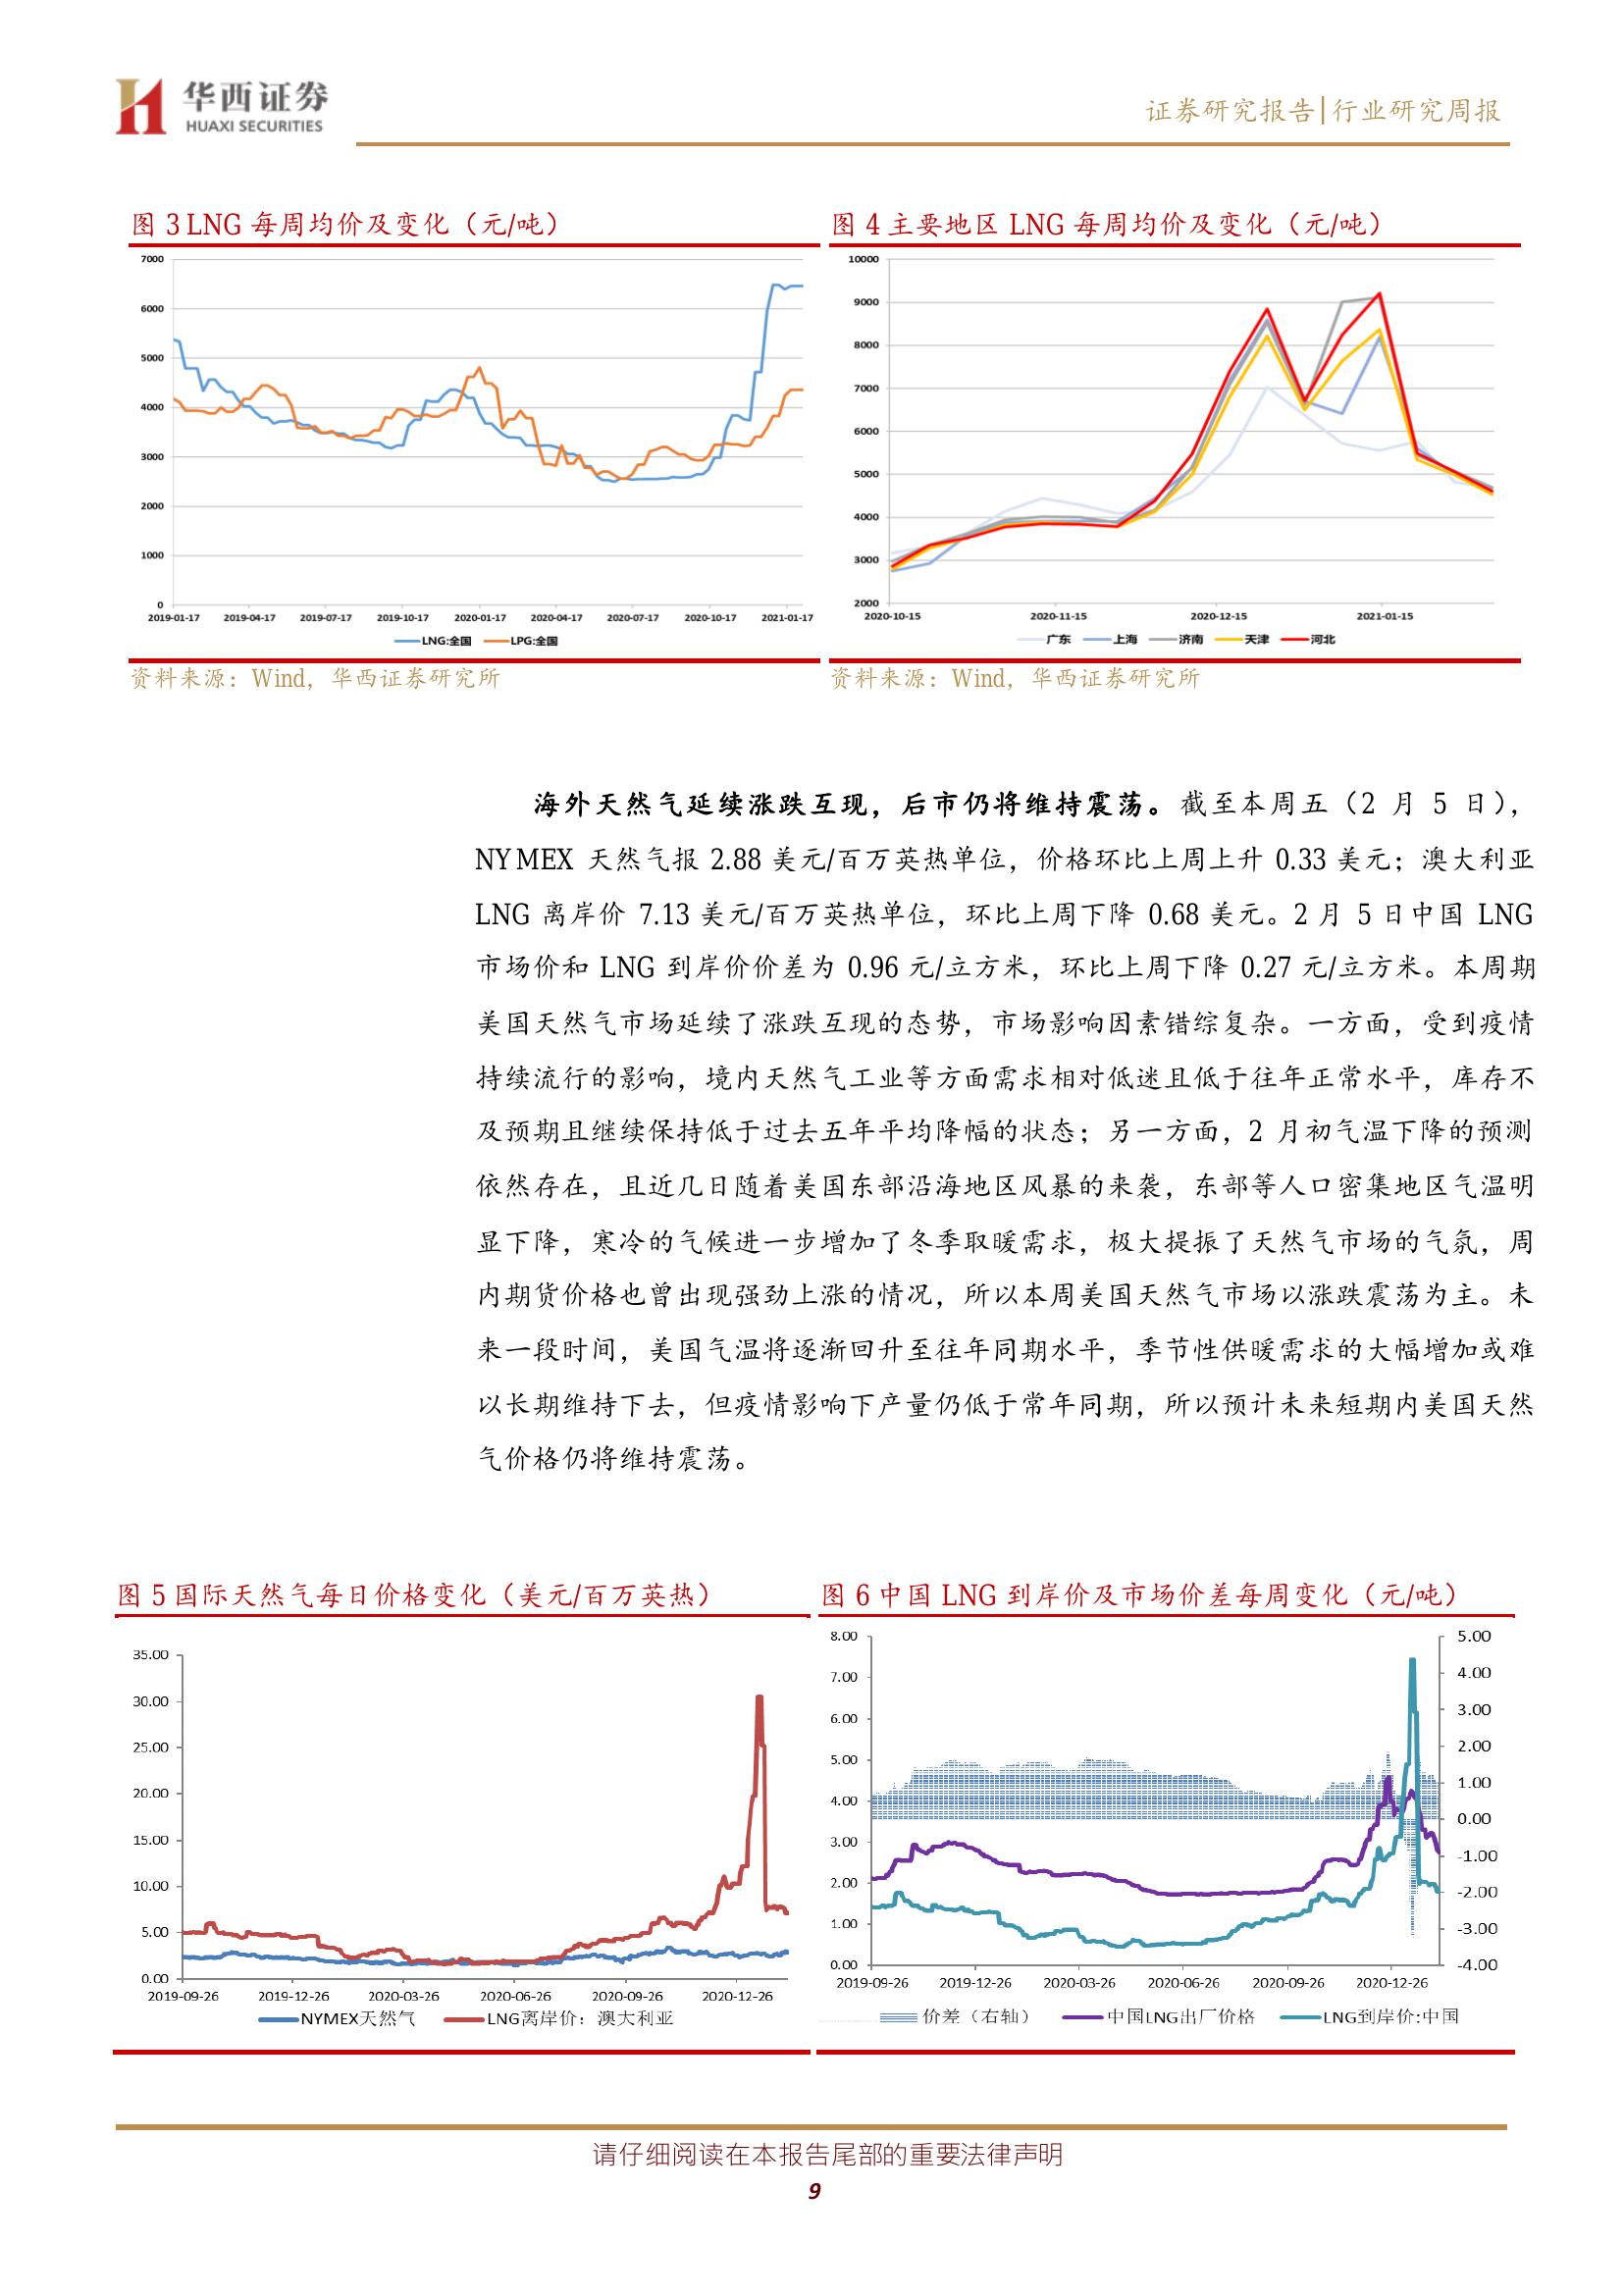 华西证券
HUAXI SECURITIES
证券研究报告|行业研究周报
图 3 LNG 每周均价及变化（元/吨）
7000
6000
5000
4000
3000
2000
1000
0
2019-01-17 2019-04-17 2019-07-17 2019-10-17 2020-01-17 2020-04-17 2020-07-17 2020-10-17 2021-01-17
LNG:全国 LPG:全国
资料来源：Wind，华西证券研究所
图 4 主要地区 LNG 每周均价及变化（元/吨）
10000
9000
8000
7000
6000
5000
4000
3000
2000
2020-10-15 2020-11-15 2020-12-15 2021-01-15
广东 上海 济南 天津 河北
资料来源：Wind，华西证券研究所
海外天然气延续涨跌互现，后市仍将维持震荡。截至本周五（2 月 5 日），
NYMEX 天然气报 2.88 美元/百万英热单位，价格环比上周上升 0.33 美元；澳大利亚
LNG 离岸价 7.13 美元/百万英热单位，环比上周下降 0.68 美元。2 月 5 日中国 LNG
市场价和 LNG 到岸价价差为 0.96 元/立方米，环比上周下降 0.27 元/立方米。本周期
美国天然气市场延续了涨跌互现的态势，市场影响因素错综复杂。一方面，受到疫情
持续流行的影响，境内天然气工业等方面需求相对低迷且低于往年正常水平，库存不
及预期且继续保持低于过去五年平均降幅的状态；另一方面，2 月初气温下降的预测
依然存在，且近几日随着美国东部沿海地区风暴的来袭，东部等人口密集地区气温明
显下降，寒冷的气候进一步增加了冬季取暖需求，极大提振了天然气市场的气氛，周
内期货价格也曾出现强劲上涨的情况，所以本周美国天然气市场以涨跌震荡为主。未
来一段时间，美国气温将逐渐回升至往年同期水平，季节性供暖需求的大幅增加或难
以长期维持下去，但疫情影响下产量仍低于常年同期，所以预计未来短期内美国天然
气价格仍将维持震荡。
图 5 国际天然气每日价格变化（美元/百万英热）
35.00
30.00
25.00
20.00
15.00
10.00
5.00
0.00
2019-09-26 2019-12-26 2020-03-26 2020-06-26 2020-09-26 2020-12-26
NYMEX天然气 LNG离岸价：澳大利亚
图 6 中国 LNG 到岸价及市场价差每周变化（元/吨）
8.00
7.00
6.00
5.00
4.00
3.00
2.00
1.00
0.00
5.00
4.00
3.00
2.00
1.00
0.00
-1.00
-2.00
-3.00
-4.00
2019-09-26 2019-12-26 2020-03-26 2020-06-26 2020-09-26 2020-12-26
价差（右轴） 中国LNG出厂价格 LNG到岸价:中国
请仔细阅读在本报告尾部的重要法律声明
9